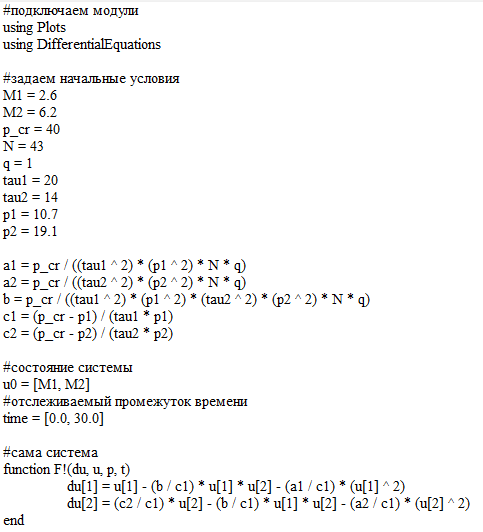 #подключаем модули
using Plots
using DifferentialEquations
#задаем начальные условия
M1 = 2.6
M2 = 6.2
p_cr = 40
N = 43
q = 1
tau1 = 20
tau2 = 14
p1 = 10.7
p2 = 19.1
a1 = p_cr / ((tau1 ^ 2) * (p1 ^ 2) * N * q)
a2 = p_cr / ((tau2 ^ 2) * (p2 ^ 2) * N * q)
b = p_cr / ((tau1 ^ 2) * (p1 ^ 2) * (tau2 ^ 2) * (p2 ^ 2) * N * q)
c1 = (p_cr - p1) / (tau1 * p1)
c2 = (p_cr - p2) / (tau2 * p2)
#состояние системы
u0 = [M1, M2]
#отслеживаемый промежуток времени
time = [0.0, 30.0]
#сама система
function F!(du, u, p, t)
du[1] = u[1] - (b / c1) * u[1] * u[2] - (a1 / c1) * (u[1] ^ 2)
du[2] = (c2 / c1) * u[2] - (b / c1) * u[1] * u[2] - (a2 / c1) * (u[2] ^ 2)
end